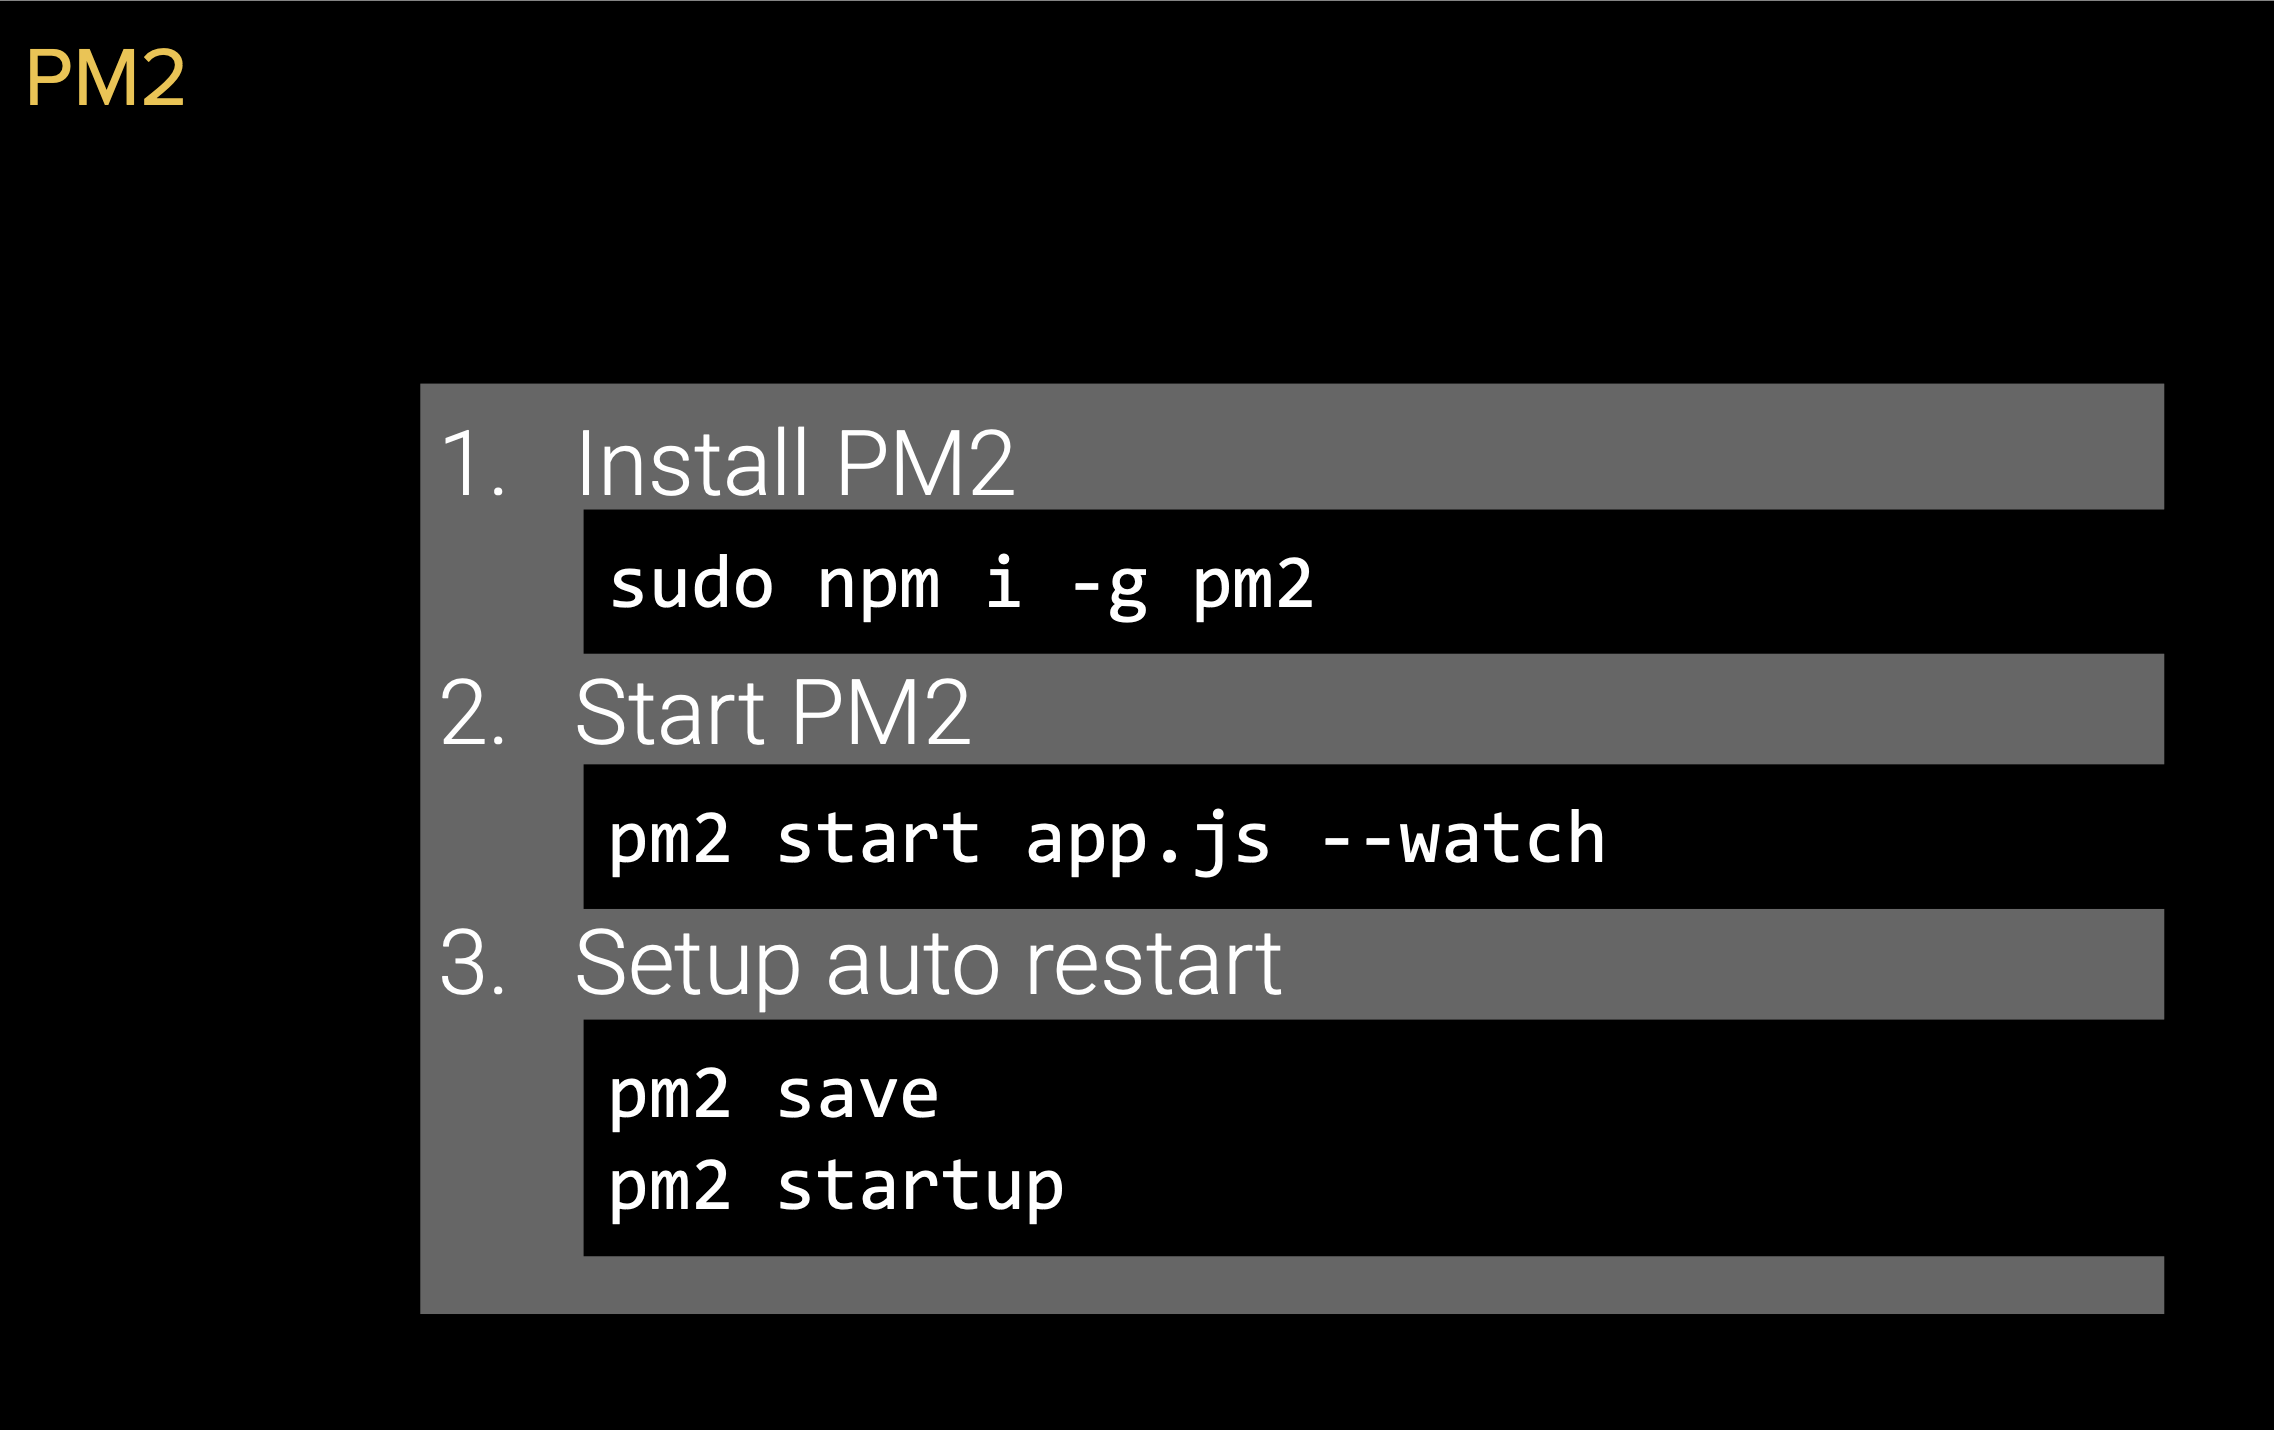 PM2
1. Install PM2
sudo npm i -g pm2
2. Start PM2
pm2 start app.js --watch
3. Setup auto restart
pm2 save
pm2 startup